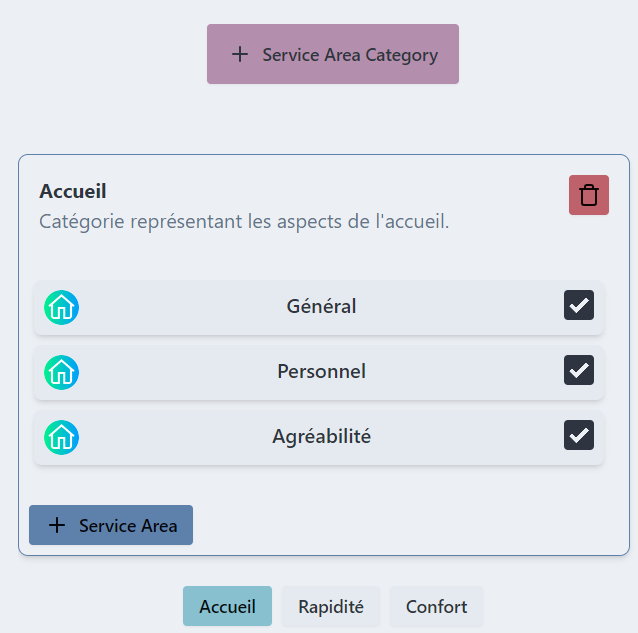 Service Area Category
Accueil
Catégorie représentant les aspects de l'accueil.
Général
Personnel
Agréabilité
Service Area
Accueil Rapidité Confort